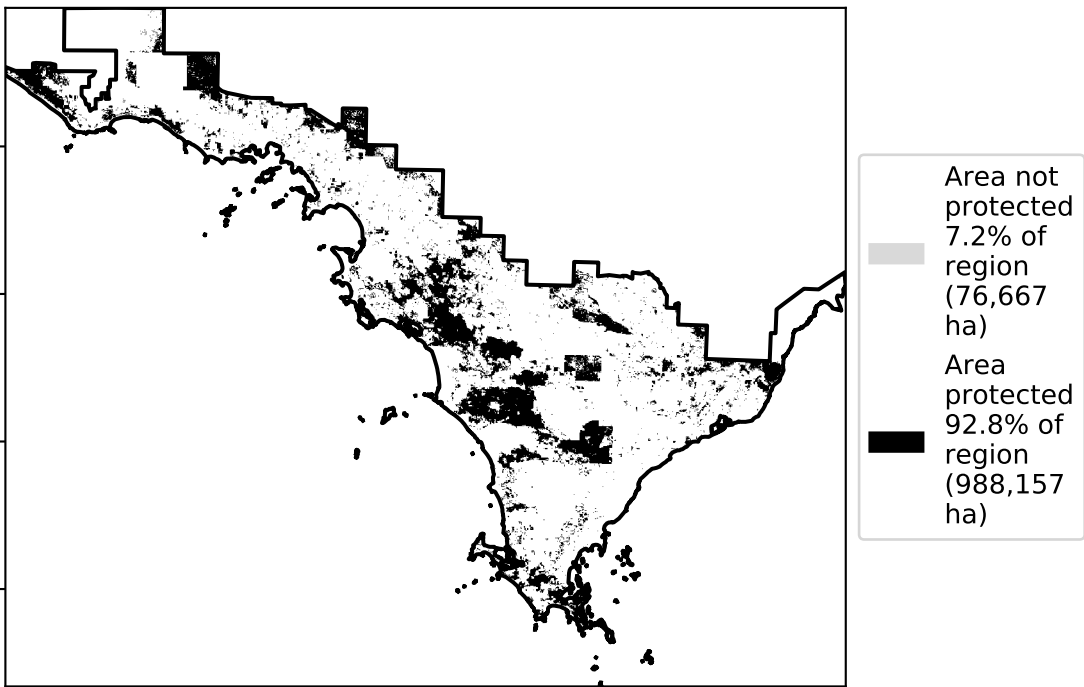 Area not
protected
7.2% of
region
(76,667
ha)
Area
protected
92.8% of
region
(988,157
ha)